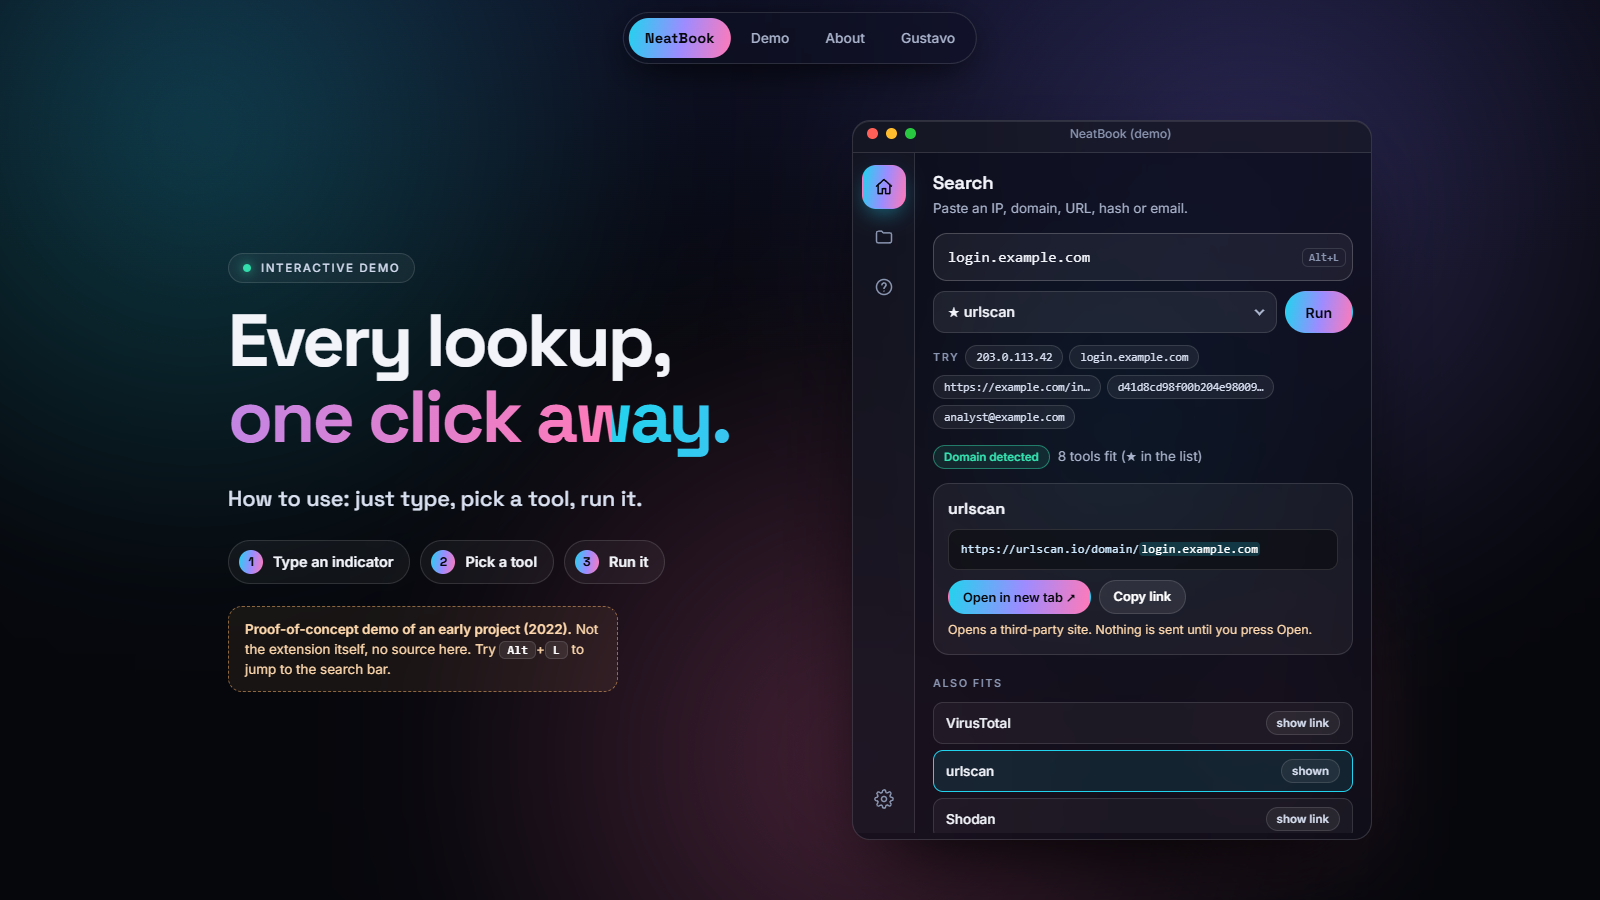 NeatBook
Demo
About
Gustavo
INTERACTIVE DEMO
Every lookup,
one click away.
How to use: just type, pick a tool, run it.
1 Type an indicator
2 Pick a tool
3 Run it
Proof-of-concept demo of an early project (2022). Not
the extension itself, no source here. Try Alt + L to
jump to the search bar.
NeatBook (demo)
Search
Paste an IP, domain, URL, hash or email.
login.example.com Alt+L
★ urlscan
Run
TRY 203.0.113.42 login.example.com
https://example.com/in… d41d8cd98f00b204e98009…
analyst@example.com
Domain detected 8 tools fit (★ in the list)
urlscan
https://urlscan.io/domain/login.example.com
Open in new tab ↗ Copy link
Opens a third-party site. Nothing is sent until you press Open.
ALSO FITS
VirusTotal show link
urlscan shown
Shodan show link